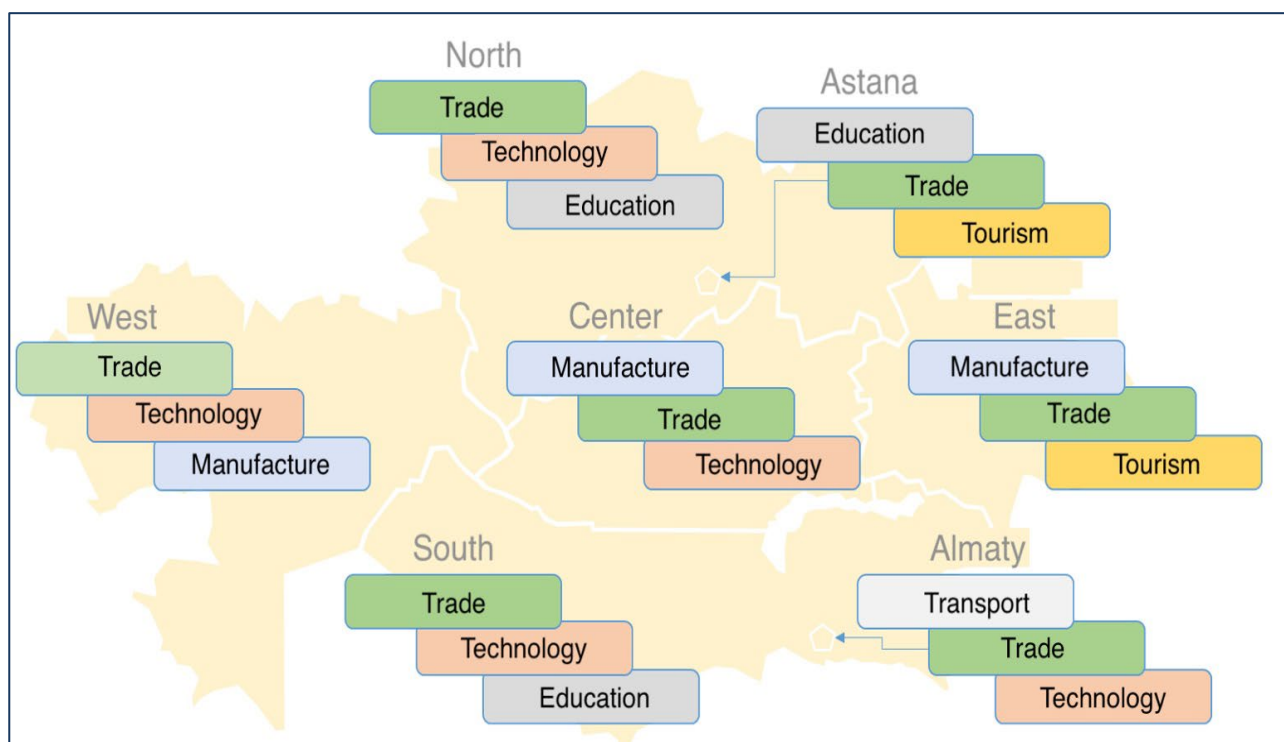 North
Trade
Technology
Education
Astana
Education
Trade
Tourism
West
Trade
Technology
Manufacture
Center
Manufacture
Trade
Technology
East
Manufacture
Trade
Tourism
South
Trade
Technology
Education
Almaty
Transport
Trade
Technology